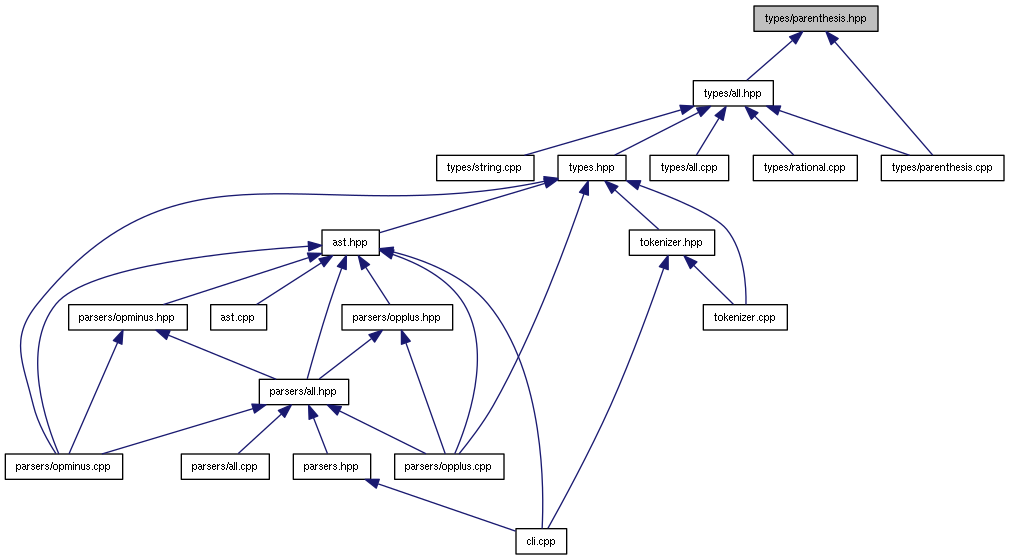 types/parenthesis.hpp
types/all.hpp
types/string.cpp
types.hpp
types/all.cpp
types/rational.cpp
types/parenthesis.cpp
ast.hpp
tokenizer.hpp
parsers/opminus.hpp
ast.cpp
parsers/opplus.hpp
tokenizer.cpp
parsers/all.hpp
parsers/opminus.cpp
parsers/all.cpp
parsers.hpp
parsers/opplus.cpp
cli.cpp